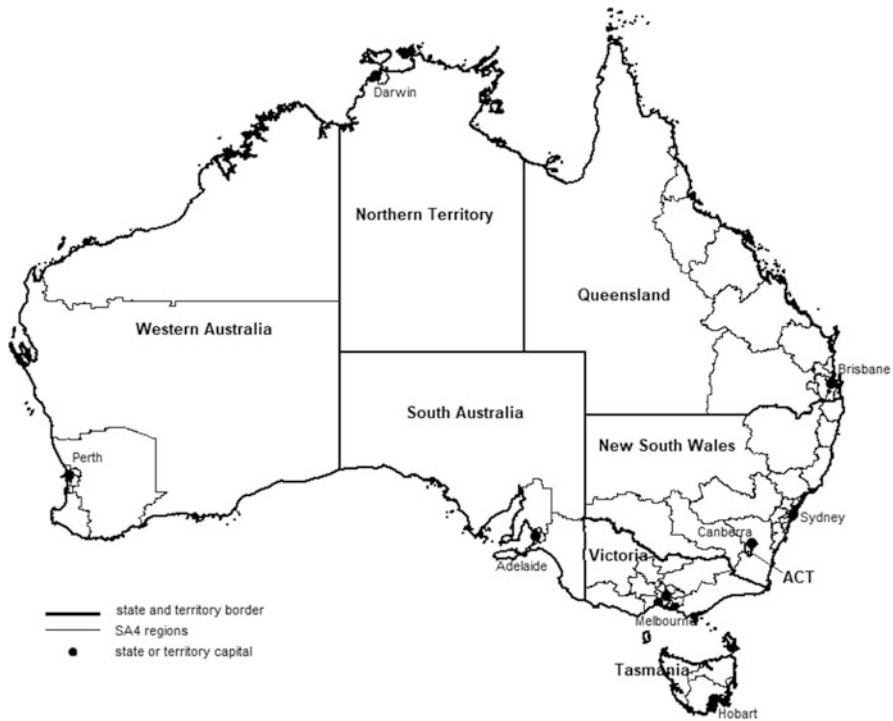 Darwin
Northern Territory
Queensland
Western Australia
Brisbane
South Australia
New South Wales
Perth
Sydney
Canberra
Adelaide
Victoria
ACT
Melbourne
state and territory border
SA4 regions
state or territory capital
Tasmania
Hobart